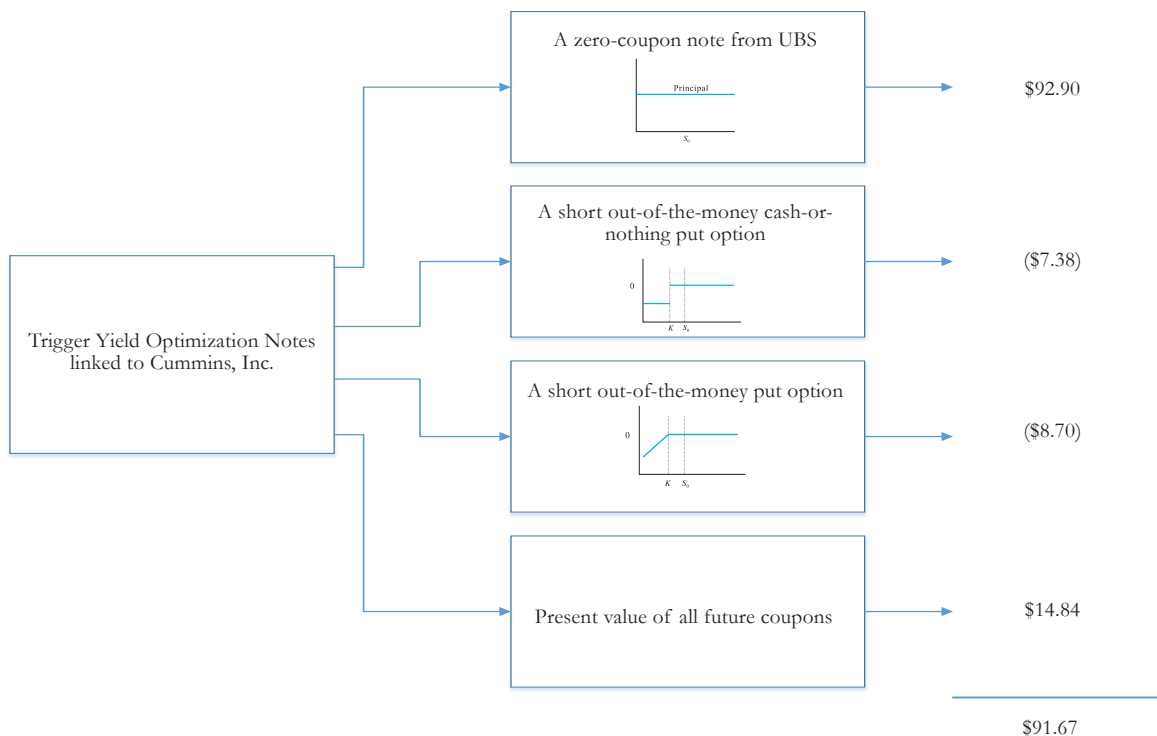 A zero-coupon note from UBS
Principal
S₀
$92.90
A short out-of-the-money cash-or-
nothing put option
0
K S₀
($7.38)
Trigger Yield Optimization Notes
linked to Cummins, Inc.
A short out-of-the-money put option
0
K S₀
($8.70)
Present value of all future coupons
$14.84
$91.67